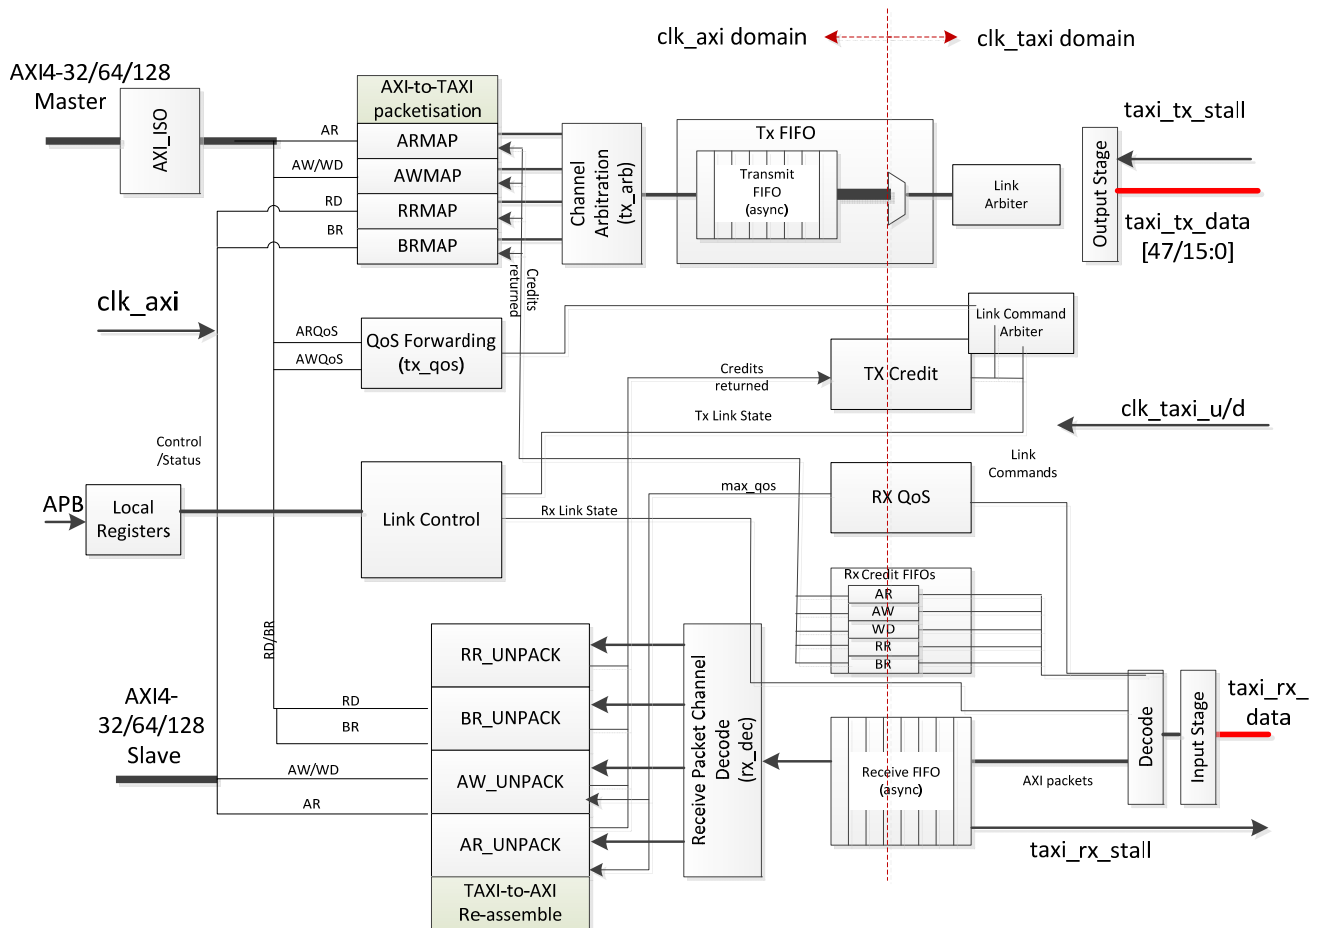 clk_axi domain
clk_taxi domain
AXI4-32/64/128
Master
AXI_ISO
AXI-to-TAXI
packetisation
AR
ARMAP
AW/WD
AWMAP
RD
RRMAP
BR
BRMAP
Channel
Arbitration
(tx_arb)
Tx FIFO
Transmit
FIFO
(async)
Link
Arbiter
Output Stage
taxi_tx_stall
taxi_tx_data
[47/15:0]
Credits
returned
clk_axi
ARQoS
AWQoS
QoS Forwarding
(tx_qos)
Link Command
Arbiter
Credits
returned
TX Credit
Tx Link State
clk_taxi_u/d
Control
/Status
Link
Commands
APB
Local
Registers
Link Control
max_qos
RX QoS
Rx Link State
Rx Credit FIFOs
AR
AW
WD
RR
BR
RD/BR
RR_UNPACK
BR_UNPACK
AW_UNPACK
AR_UNPACK
TAXI-to-AXI
Re-assemble
Receive Packet Channel
Decode
(rx_dec)
AXI4-
32/64/128
Slave
RD
BR
AW/WD
AR
Receive FIFO
(async)
AXI packets
Decode
Input Stage
taxi_rx_
data
taxi_rx_stall